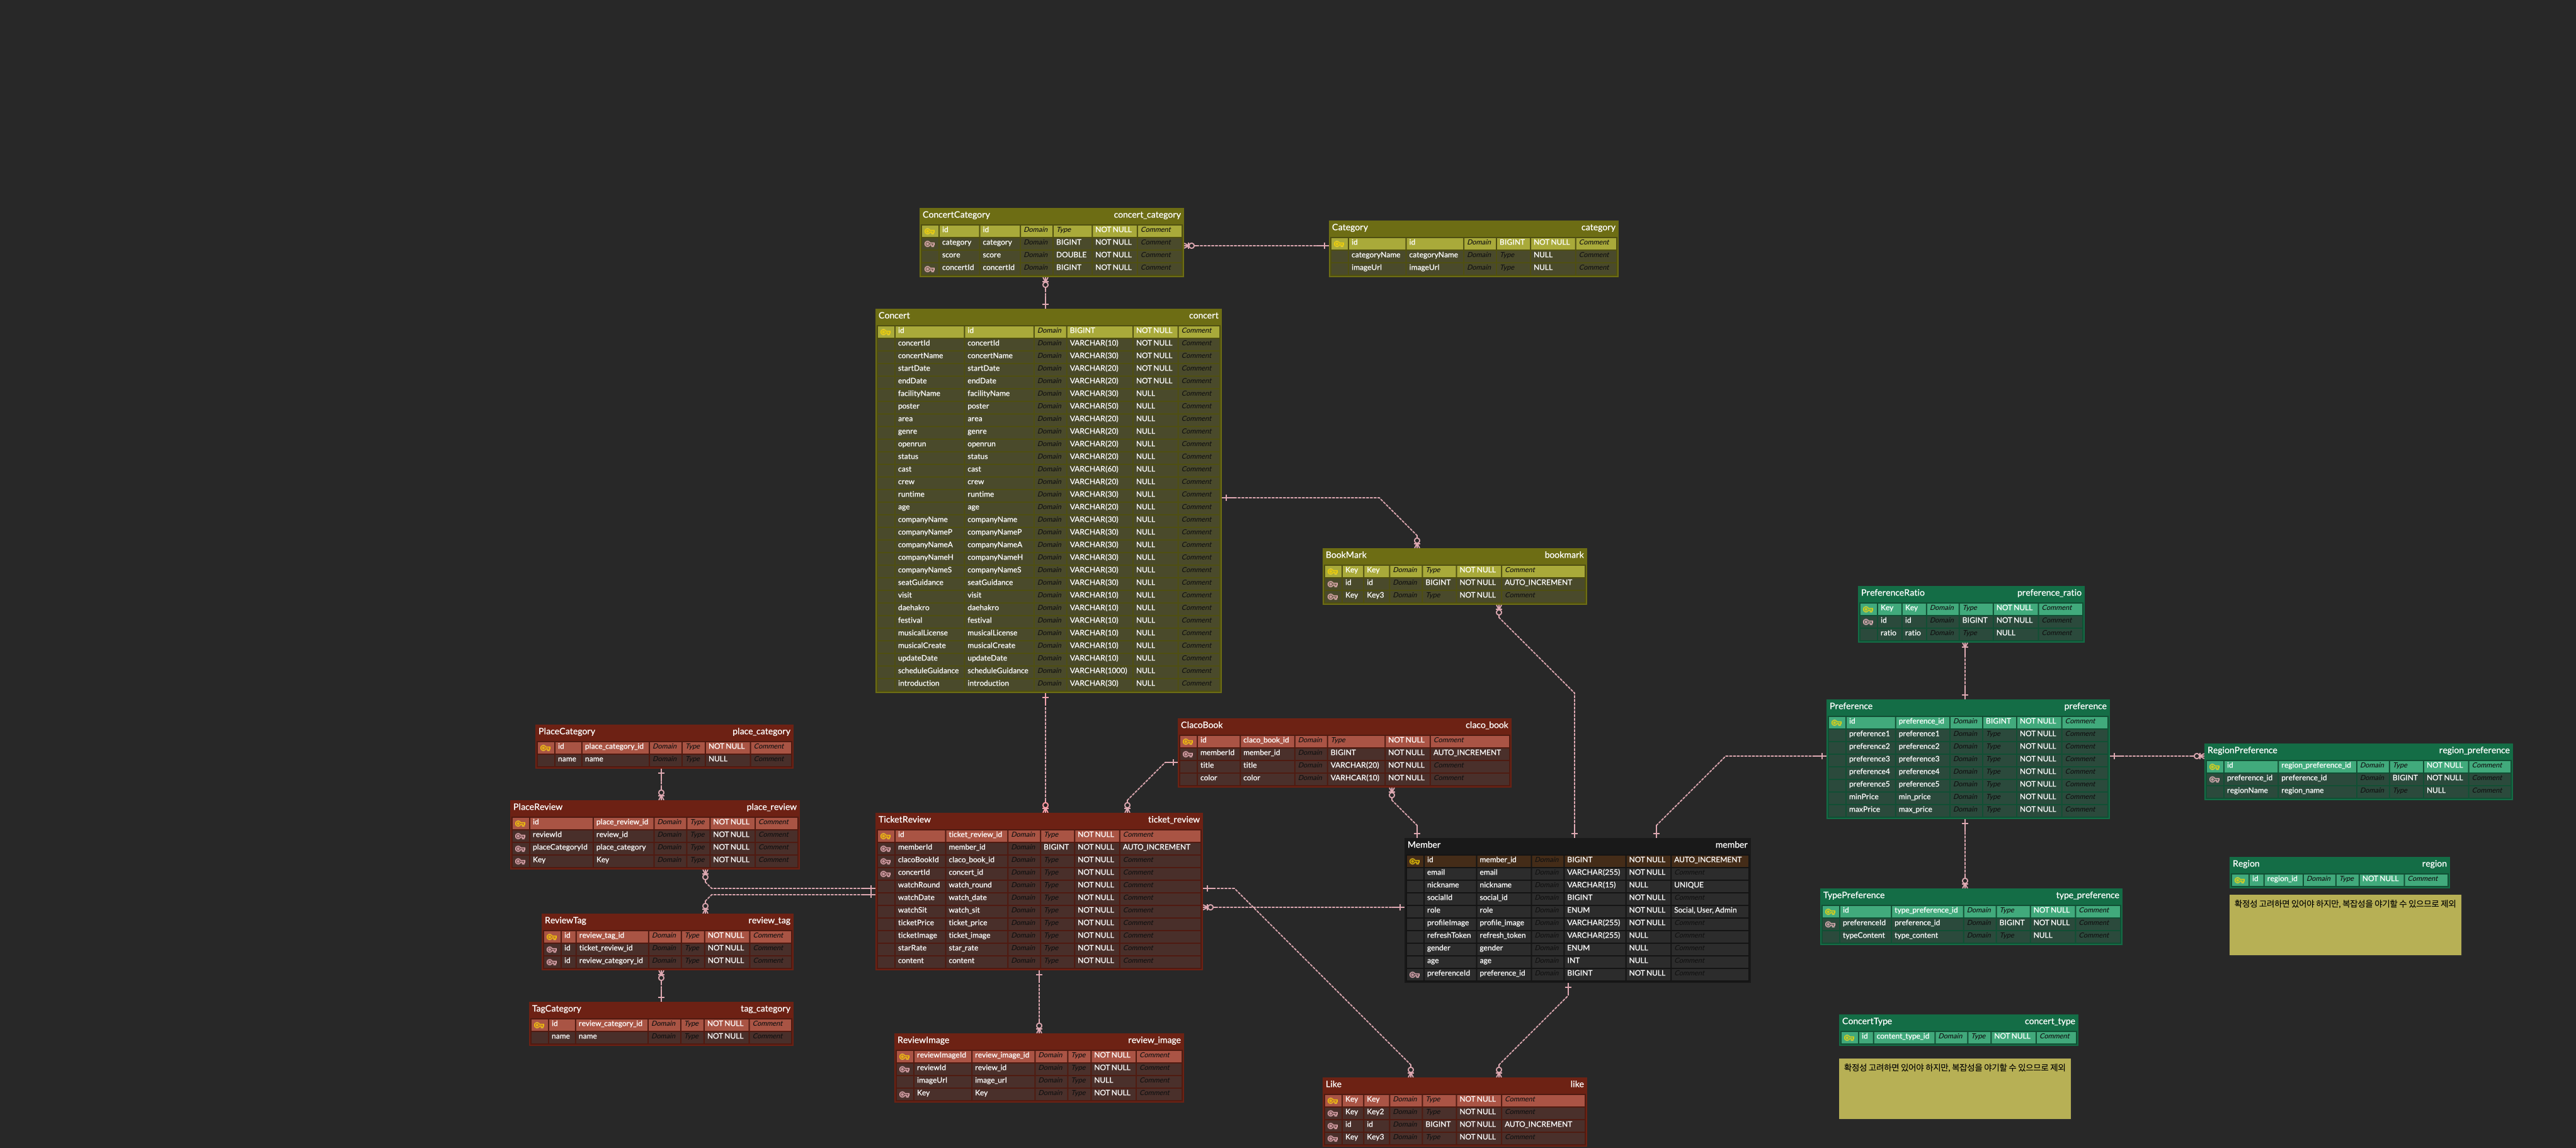 ConcertCategory concert_category
id id Domain Type NOT NULL Comment
category category Domain BIGINT NOT NULL Comment
score score Domain DOUBLE NOT NULL Comment
concertId concertId Domain BIGINT NOT NULL Comment
Category category
id id Domain BIGINT NOT NULL Comment
categoryName categoryName Domain Type NULL Comment
imageUrl imageUrl Domain Type NULL Comment
Concert concert
id id Domain BIGINT NOT NULL Comment
concertId concertId Domain VARCHAR(10) NOT NULL Comment
concertName concertName Domain VARCHAR(30) NOT NULL Comment
startDate startDate Domain VARCHAR(20) NOT NULL Comment
endDate endDate Domain VARCHAR(20) NOT NULL Comment
facilityName facilityName Domain VARCHAR(30) NULL Comment
poster poster Domain VARCHAR(50) NULL Comment
area area Domain VARCHAR(20) NULL Comment
genre genre Domain VARCHAR(20) NULL Comment
openrun openrun Domain VARCHAR(20) NULL Comment
status status Domain VARCHAR(20) NULL Comment
cast cast Domain VARCHAR(60) NULL Comment
crew crew Domain VARCHAR(20) NULL Comment
runtime runtime Domain VARCHAR(30) NULL Comment
age age Domain VARCHAR(20) NULL Comment
companyName companyName Domain VARCHAR(30) NULL Comment
companyNameP companyNameP Domain VARCHAR(30) NULL Comment
companyNameA companyNameA Domain VARCHAR(30) NULL Comment
companyNameH companyNameH Domain VARCHAR(30) NULL Comment
companyNameS companyNameS Domain VARCHAR(30) NULL Comment
seatGuidance seatGuidance Domain VARCHAR(30) NULL Comment
visit visit Domain VARCHAR(10) NULL Comment
daehakro daehakro Domain VARCHAR(10) NULL Comment
festival festival Domain VARCHAR(10) NULL Comment
musicalLicense musicalLicense Domain VARCHAR(10) NULL Comment
musicalCreate musicalCreate Domain VARCHAR(10) NULL Comment
updateDate updateDate Domain VARCHAR(10) NULL Comment
scheduleGuidance scheduleGuidance Domain VARCHAR(1000) NULL Comment
introduction introduction Domain VARCHAR(30) NULL Comment
BookMark bookmark
Key Key Domain Type NOT NULL Comment
id id Domain BIGINT NOT NULL AUTO_INCREMENT
Key Key3 Domain Type NOT NULL Comment
PreferenceRatio preference_ratio
Key Key Domain Type NOT NULL Comment
id id Domain BIGINT NOT NULL Comment
ratio ratio Domain Type NULL Comment
Preference preference
id preference_id Domain BIGINT NOT NULL Comment
preference1 preference1 Domain Type NOT NULL Comment
preference2 preference2 Domain Type NOT NULL Comment
preference3 preference3 Domain Type NOT NULL Comment
preference4 preference4 Domain Type NOT NULL Comment
preference5 preference5 Domain Type NOT NULL Comment
minPrice min_price Domain Type NOT NULL Comment
maxPrice max_price Domain Type NOT NULL Comment
RegionPreference region_preference
id region_preference_id Domain Type NOT NULL Comment
preference_id preference_id Domain BIGINT NOT NULL Comment
regionName region_name Domain Type NULL Comment
PlaceCategory place_category
id place_category_id Domain Type NOT NULL Comment
name name Domain Type NULL Comment
ClacoBook claco_book
id claco_book_id Domain Type NOT NULL Comment
memberId member_id Domain BIGINT NOT NULL AUTO_INCREMENT
title title Domain VARCHAR(20) NOT NULL Comment
color color Domain VARHCAR(10) NOT NULL Comment
PlaceReview place_review
id place_review_id Domain Type NOT NULL Comment
reviewId review_id Domain Type NOT NULL Comment
placeCategoryId place_category Domain Type NOT NULL Comment
Key Key Domain Type NOT NULL Comment
TicketReview ticket_review
id ticket_review_id Domain Type NOT NULL Comment
memberId member_id Domain BIGINT NOT NULL AUTO_INCREMENT
clacoBookId claco_book_id Domain Type NOT NULL Comment
concertId concert_id Domain Type NOT NULL Comment
watchRound watch_round Domain Type NOT NULL Comment
watchDate watch_date Domain Type NOT NULL Comment
watchSit watch_sit Domain Type NOT NULL Comment
ticketPrice ticket_price Domain Type NOT NULL Comment
ticketImage ticket_image Domain Type NOT NULL Comment
starRate star_rate Domain Type NOT NULL Comment
content content Domain Type NOT NULL Comment
Member member
id member_id Domain BIGINT NOT NULL AUTO_INCREMENT
email email Domain VARCHAR(255) NOT NULL Comment
nickname nickname Domain VARCHAR(15) NULL UNIQUE
socialId social_id Domain BIGINT NOT NULL Comment
role role Domain ENUM NOT NULL Social, User, Admin
profileImage profile_image Domain VARCHAR(255) NOT NULL Comment
refreshToken refresh_token Domain VARCHAR(255) NULL Comment
gender gender Domain ENUM NULL Comment
age age Domain INT NULL Comment
preferenceId preference_id Domain BIGINT NOT NULL Comment
Region region
id region_id Domain Type NOT NULL Comment
확정성 고려하면 있어야 하지만, 복잡성을 야기할 수 있으므로 제외
TypePreference type_preference
id type_preference_id Domain Type NOT NULL Comment
preferenceId preference_id Domain BIGINT NOT NULL Comment
typeContent type_content Domain Type NULL Comment
ReviewTag review_tag
id review_tag_id Domain Type NOT NULL Comment
id ticket_review_id Domain Type NOT NULL Comment
id review_category_id Domain Type NOT NULL Comment
TagCategory tag_category
id review_category_id Domain Type NOT NULL Comment
name name Domain Type NOT NULL Comment
ReviewImage review_image
reviewImageId review_image_id Domain Type NOT NULL Comment
reviewId review_id Domain Type NOT NULL Comment
imageUrl image_url Domain Type NULL Comment
Key Key Domain Type NOT NULL Comment
ConcertType concert_type
id content_type_id Domain Type NOT NULL Comment
확정성 고려하면 있어야 하지만, 복잡성을 야기할 수 있으므로 제외
Like like
Key Key Domain Type NOT NULL Comment
Key Key2 Domain Type NOT NULL Comment
id id Domain BIGINT NOT NULL AUTO_INCREMENT
Key Key3 Domain Type NOT NULL Comment